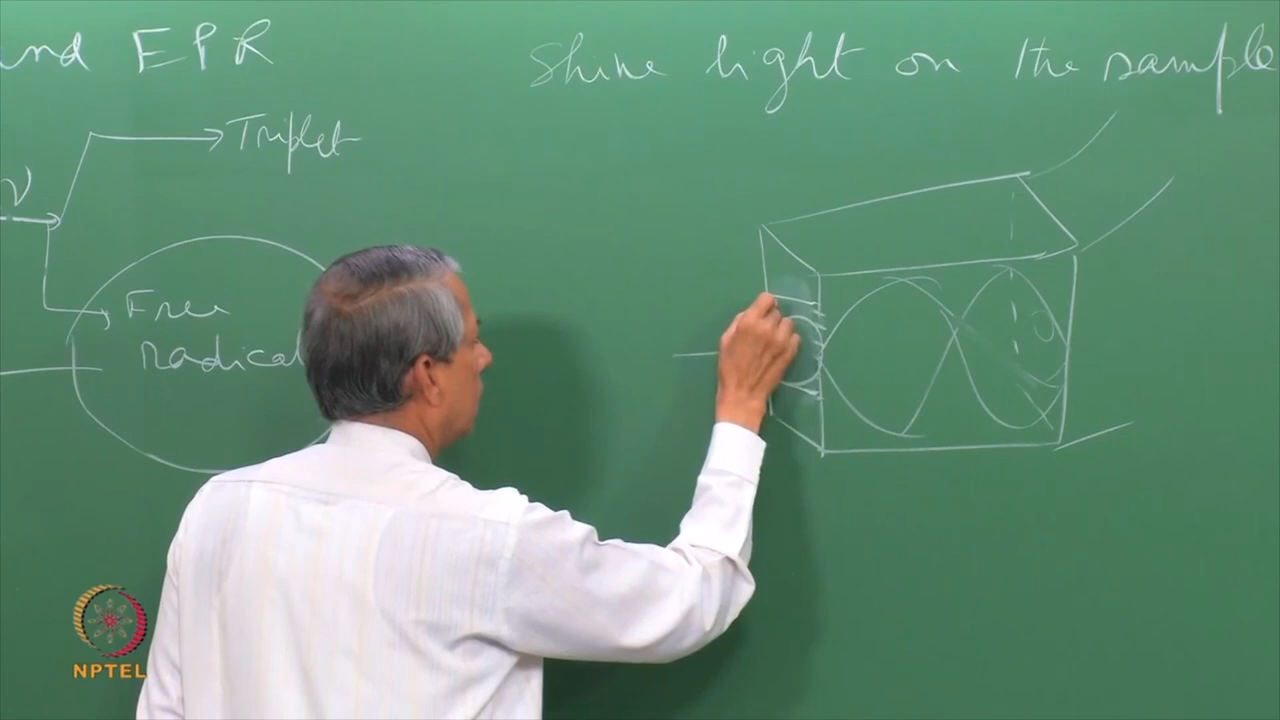 and EPR
Shine light on the sample
Triplet
ν
Free
radical
NPTEL